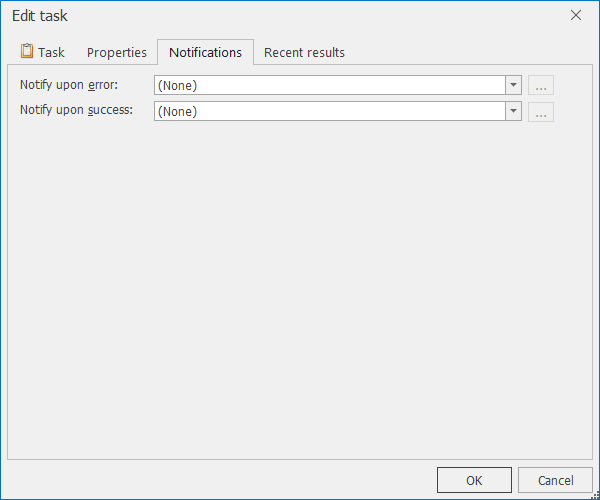 Edit task
Task Properties Notifications Recent results
Notify upon error: (None) ...
Notify upon success: (None) ...
OK Cancel